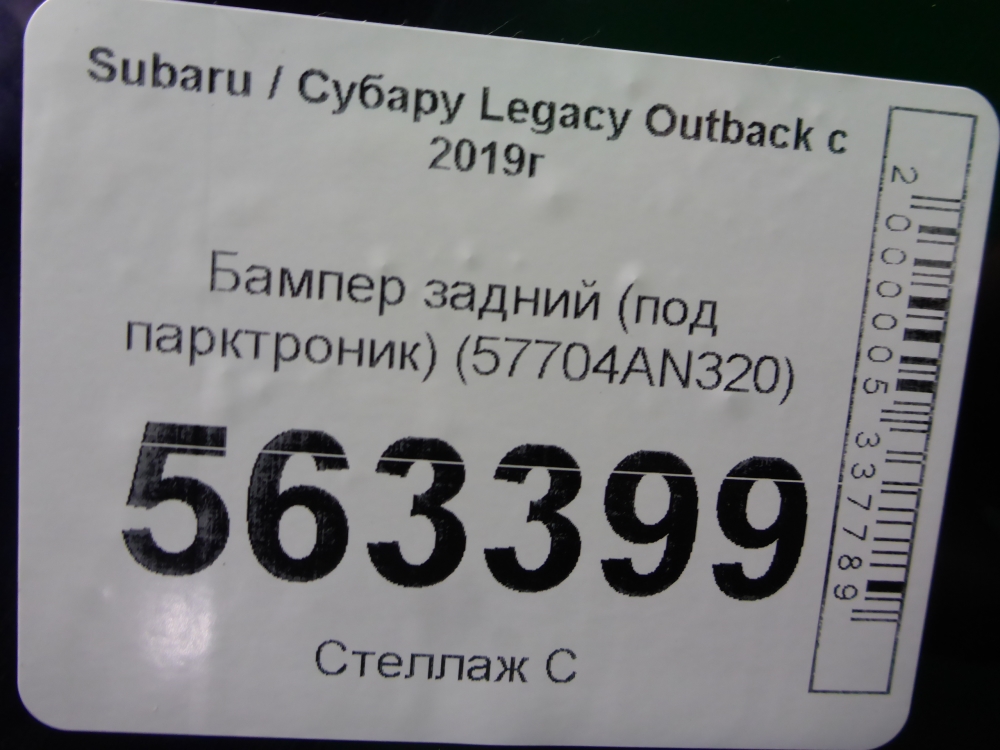 Subaru / Субару Legacy Outback с
2019г
Бампер задний (под
парктроник) (57704AN320)
563399
Стеллаж С
2000005337789